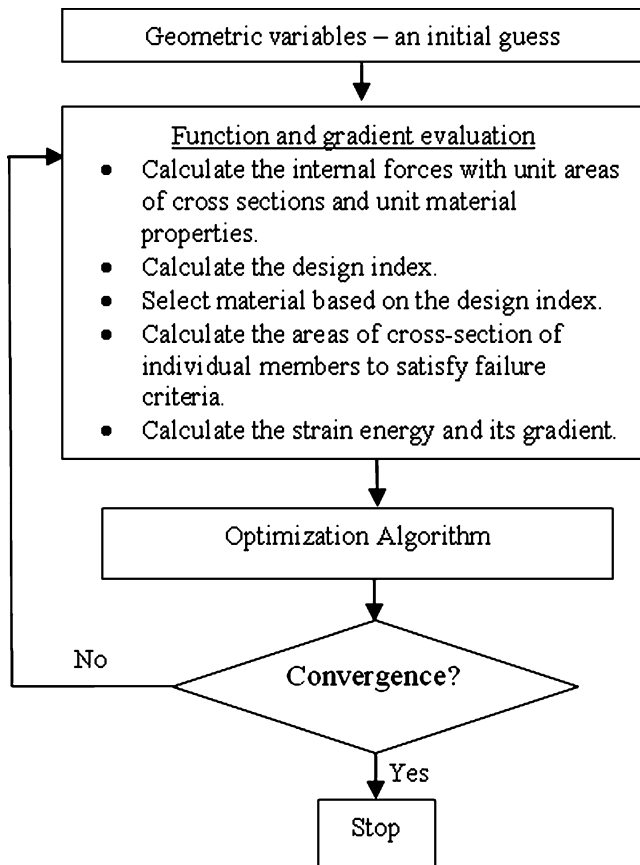 Geometric variables – an initial guess
Function and gradient evaluation
• Calculate the internal forces with unit areas
of cross sections and unit material
properties.
• Calculate the design index.
• Select material based on the design index.
• Calculate the areas of cross-section of
individual members to satisfy failure
criteria.
• Calculate the strain energy and its gradient.
Optimization Algorithm
No
Convergence?
Yes
Stop